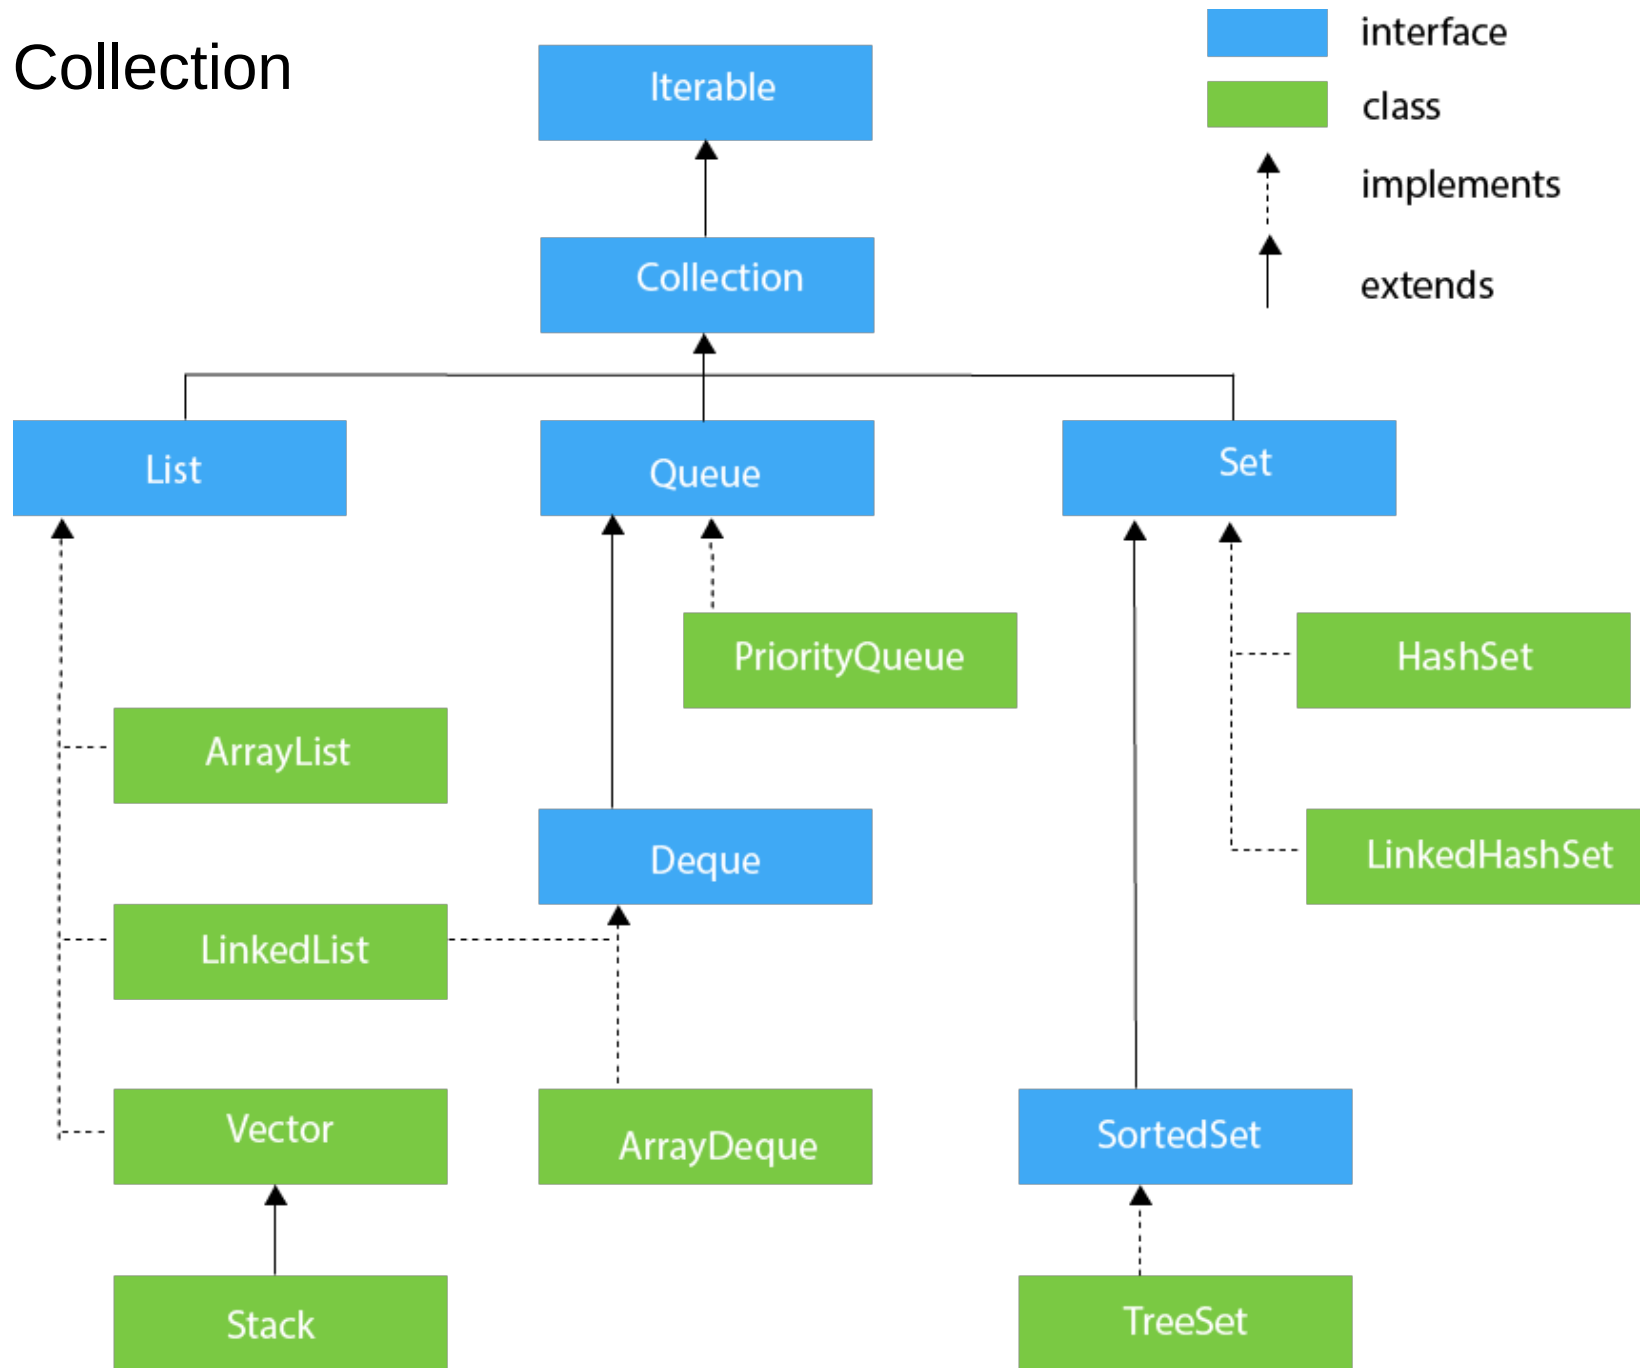 Collection
interface
class
implements
extends
Iterable
Collection
List
Queue
Set
PriorityQueue
HashSet
ArrayList
Deque
LinkedHashSet
LinkedList
Vector
ArrayDeque
SortedSet
Stack
TreeSet